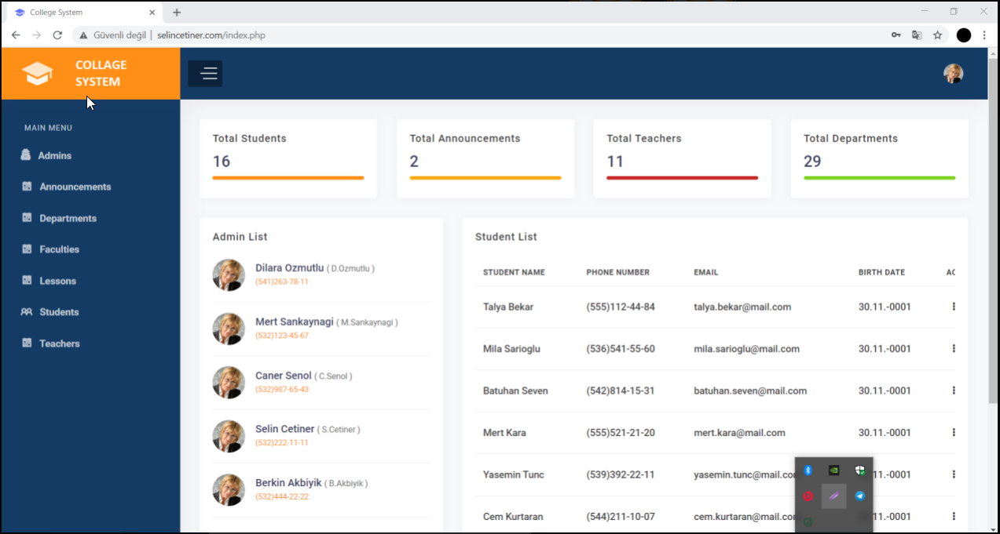 College System
Güvenli değil | selincetiner.com/index.php
COLLAGE
SYSTEM
MAIN MENU
Admins
Announcements
Departments
Faculties
Lessons
Students
Teachers
Total Students
16
Total Announcements
2
Total Teachers
11
Total Departments
29
Admin List
Dilara Ozmutlu ( D.Ozmutlu )
(541)263-78-11
Mert Sankaynagi ( M.Sankaynagi )
(532)123-45-67
Caner Senol ( C.Senol )
(532)987-65-43
Selin Cetiner ( S.Cetiner )
(532)222-11-11
Berkin Akbiyik ( B.Akbiyik )
(532)444-22-22
Student List
STUDENT NAME PHONE NUMBER EMAIL BIRTH DATE AC
Talya Bekar (555)112-44-84 talya.bekar@mail.com 30.11.-0001
Mila Sarioglu (536)541-55-60 mila.sarioglu@mail.com 30.11.-0001
Batuhan Seven (542)814-15-31 batuhan.seven@mail.com 30.11.-0001
Mert Kara (555)521-21-20 mert.kara@mail.com 30.11.-0001
Yasemin Tunc (539)392-22-11 yasemin.tunc@mail.co 11.-0001
Cem Kurtaran (544)211-10-07 cem.kurtaran@mail.co 11.-0001